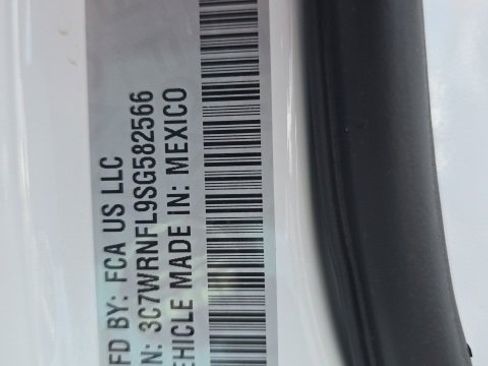 FD BY: FCA US LLC
N: 3C7WRNFL9SG582566
EHICLE MADE IN: MEXICO